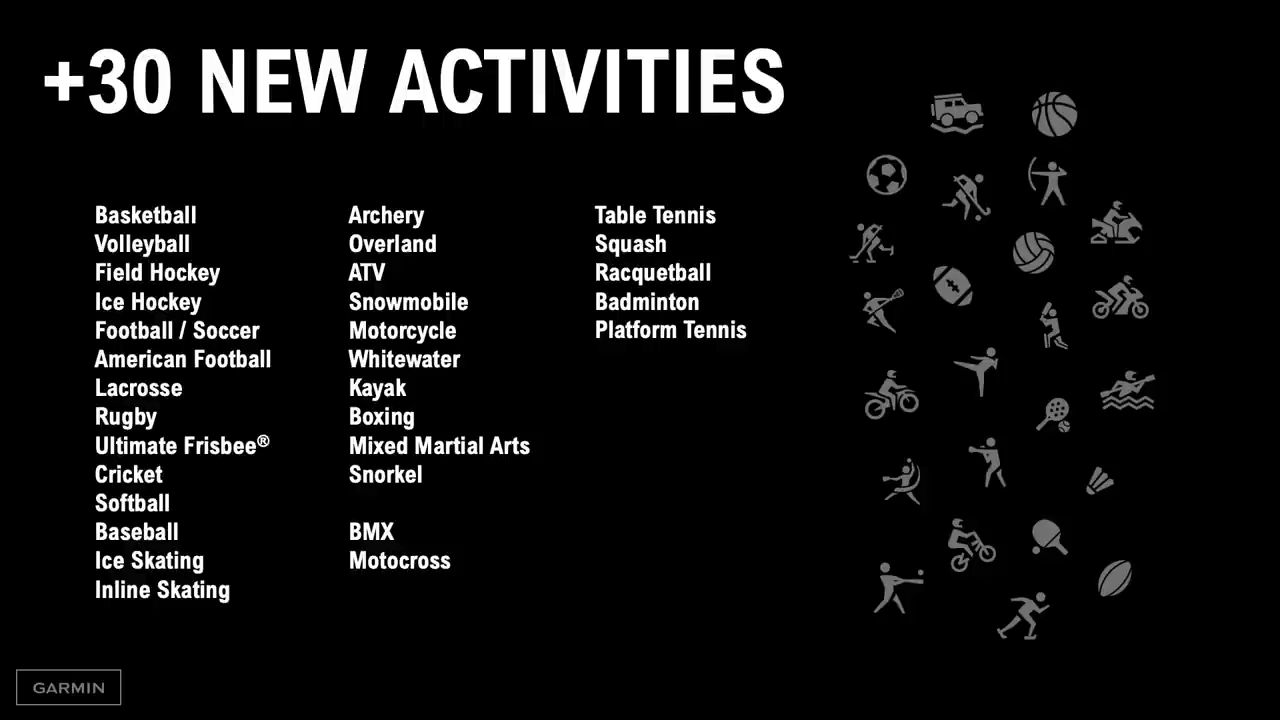 +30 NEW ACTIVITIES
Basketball
Volleyball
Field Hockey
Ice Hockey
Football / Soccer
American Football
Lacrosse
Rugby
Ultimate Frisbee®
Cricket
Softball
Baseball
Ice Skating
Inline Skating
Archery
Overland
ATV
Snowmobile
Motorcycle
Whitewater
Kayak
Boxing
Mixed Martial Arts
Snorkel
BMX
Motocross
Table Tennis
Squash
Racquetball
Badminton
Platform Tennis
GARMIN